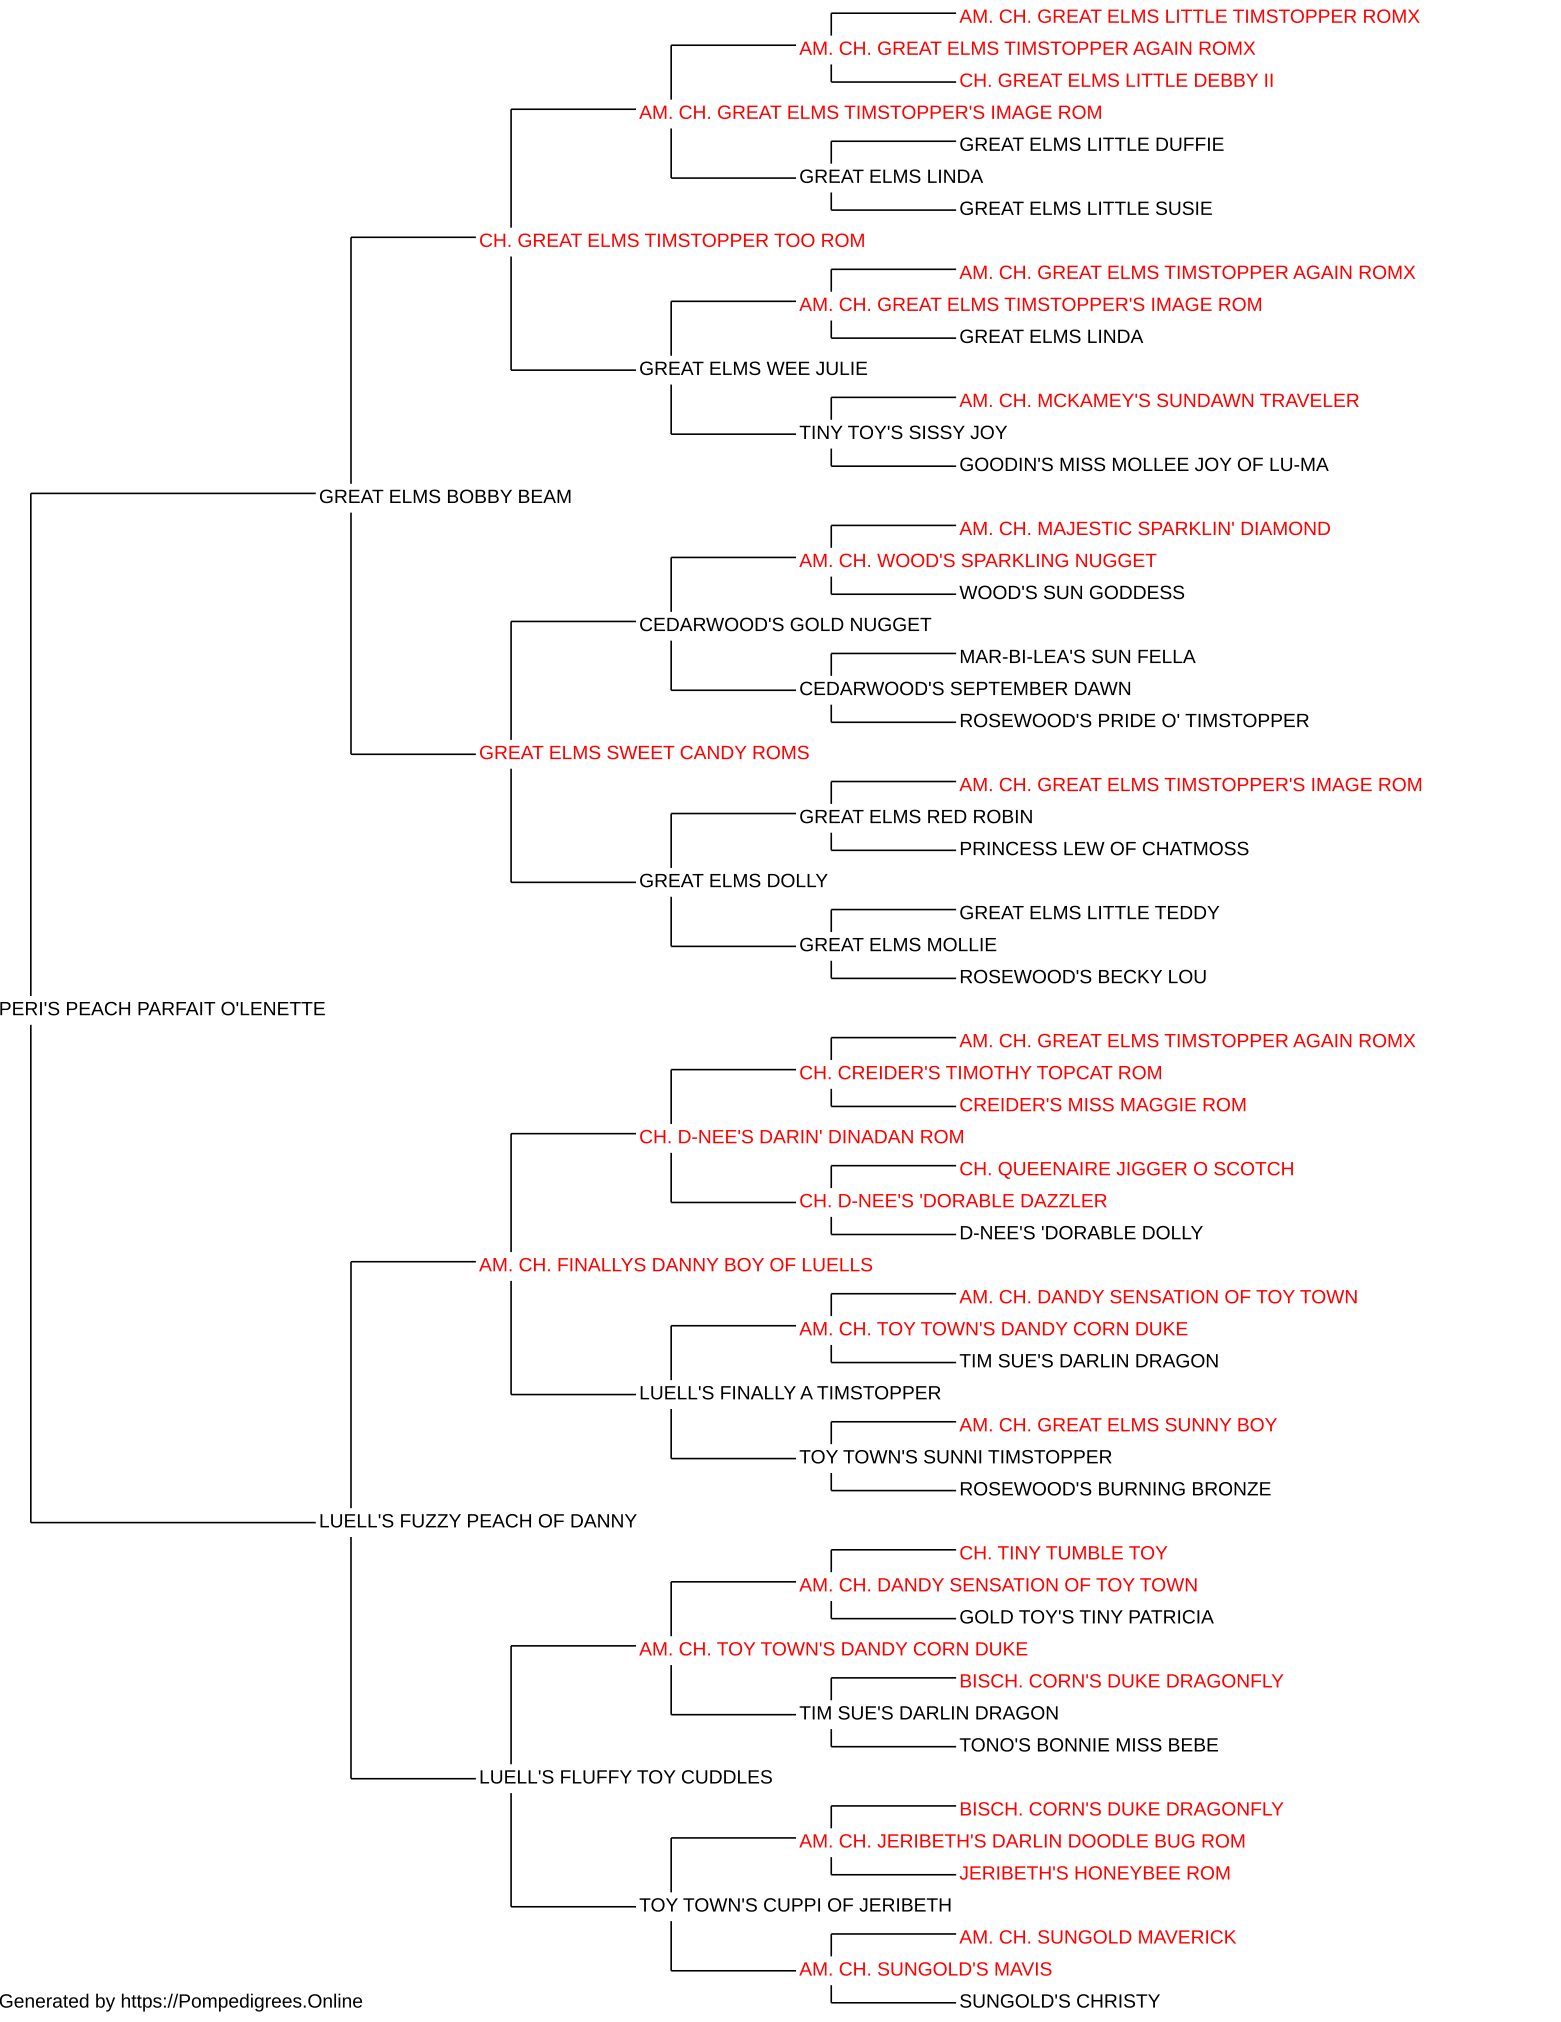 AM. CH. GREAT ELMS LITTLE TIMSTOPPER ROMX
AM. CH. GREAT ELMS TIMSTOPPER AGAIN ROMX
CH. GREAT ELMS LITTLE DEBBY II
AM. CH. GREAT ELMS TIMSTOPPER'S IMAGE ROM
GREAT ELMS LITTLE DUFFIE
GREAT ELMS LINDA
GREAT ELMS LITTLE SUSIE
CH. GREAT ELMS TIMSTOPPER TOO ROM
AM. CH. GREAT ELMS TIMSTOPPER AGAIN ROMX
AM. CH. GREAT ELMS TIMSTOPPER'S IMAGE ROM
GREAT ELMS LINDA
GREAT ELMS WEE JULIE
AM. CH. MCKAMEY'S SUNDAWN TRAVELER
TINY TOY'S SISSY JOY
GOODIN'S MISS MOLLEE JOY OF LU-MA
GREAT ELMS BOBBY BEAM
AM. CH. MAJESTIC SPARKLIN' DIAMOND
AM. CH. WOOD'S SPARKLING NUGGET
WOOD'S SUN GODDESS
CEDARWOOD'S GOLD NUGGET
MAR-BI-LEA'S SUN FELLA
CEDARWOOD'S SEPTEMBER DAWN
ROSEWOOD'S PRIDE O' TIMSTOPPER
GREAT ELMS SWEET CANDY ROMS
AM. CH. GREAT ELMS TIMSTOPPER'S IMAGE ROM
GREAT ELMS RED ROBIN
PRINCESS LEW OF CHATMOSS
GREAT ELMS DOLLY
GREAT ELMS LITTLE TEDDY
GREAT ELMS MOLLIE
ROSEWOOD'S BECKY LOU
PERI'S PEACH PARFAIT O'LENETTE
AM. CH. GREAT ELMS TIMSTOPPER AGAIN ROMX
CH. CREIDER'S TIMOTHY TOPCAT ROM
CREIDER'S MISS MAGGIE ROM
CH. D-NEE'S DARIN' DINADAN ROM
CH. QUEENAIRE JIGGER O SCOTCH
CH. D-NEE'S 'DORABLE DAZZLER
D-NEE'S 'DORABLE DOLLY
AM. CH. FINALLYS DANNY BOY OF LUELLS
AM. CH. DANDY SENSATION OF TOY TOWN
AM. CH. TOY TOWN'S DANDY CORN DUKE
TIM SUE'S DARLIN DRAGON
LUELL'S FINALLY A TIMSTOPPER
AM. CH. GREAT ELMS SUNNY BOY
TOY TOWN'S SUNNI TIMSTOPPER
ROSEWOOD'S BURNING BRONZE
LUELL'S FUZZY PEACH OF DANNY
CH. TINY TUMBLE TOY
AM. CH. DANDY SENSATION OF TOY TOWN
GOLD TOY'S TINY PATRICIA
AM. CH. TOY TOWN'S DANDY CORN DUKE
BISCH. CORN'S DUKE DRAGONFLY
TIM SUE'S DARLIN DRAGON
TONO'S BONNIE MISS BEBE
LUELL'S FLUFFY TOY CUDDLES
BISCH. CORN'S DUKE DRAGONFLY
AM. CH. JERIBETH'S DARLIN DOODLE BUG ROM
JERIBETH'S HONEYBEE ROM
TOY TOWN'S CUPPI OF JERIBETH
AM. CH. SUNGOLD MAVERICK
AM. CH. SUNGOLD'S MAVIS
SUNGOLD'S CHRISTY
Generated by https://Pompedigrees.Online